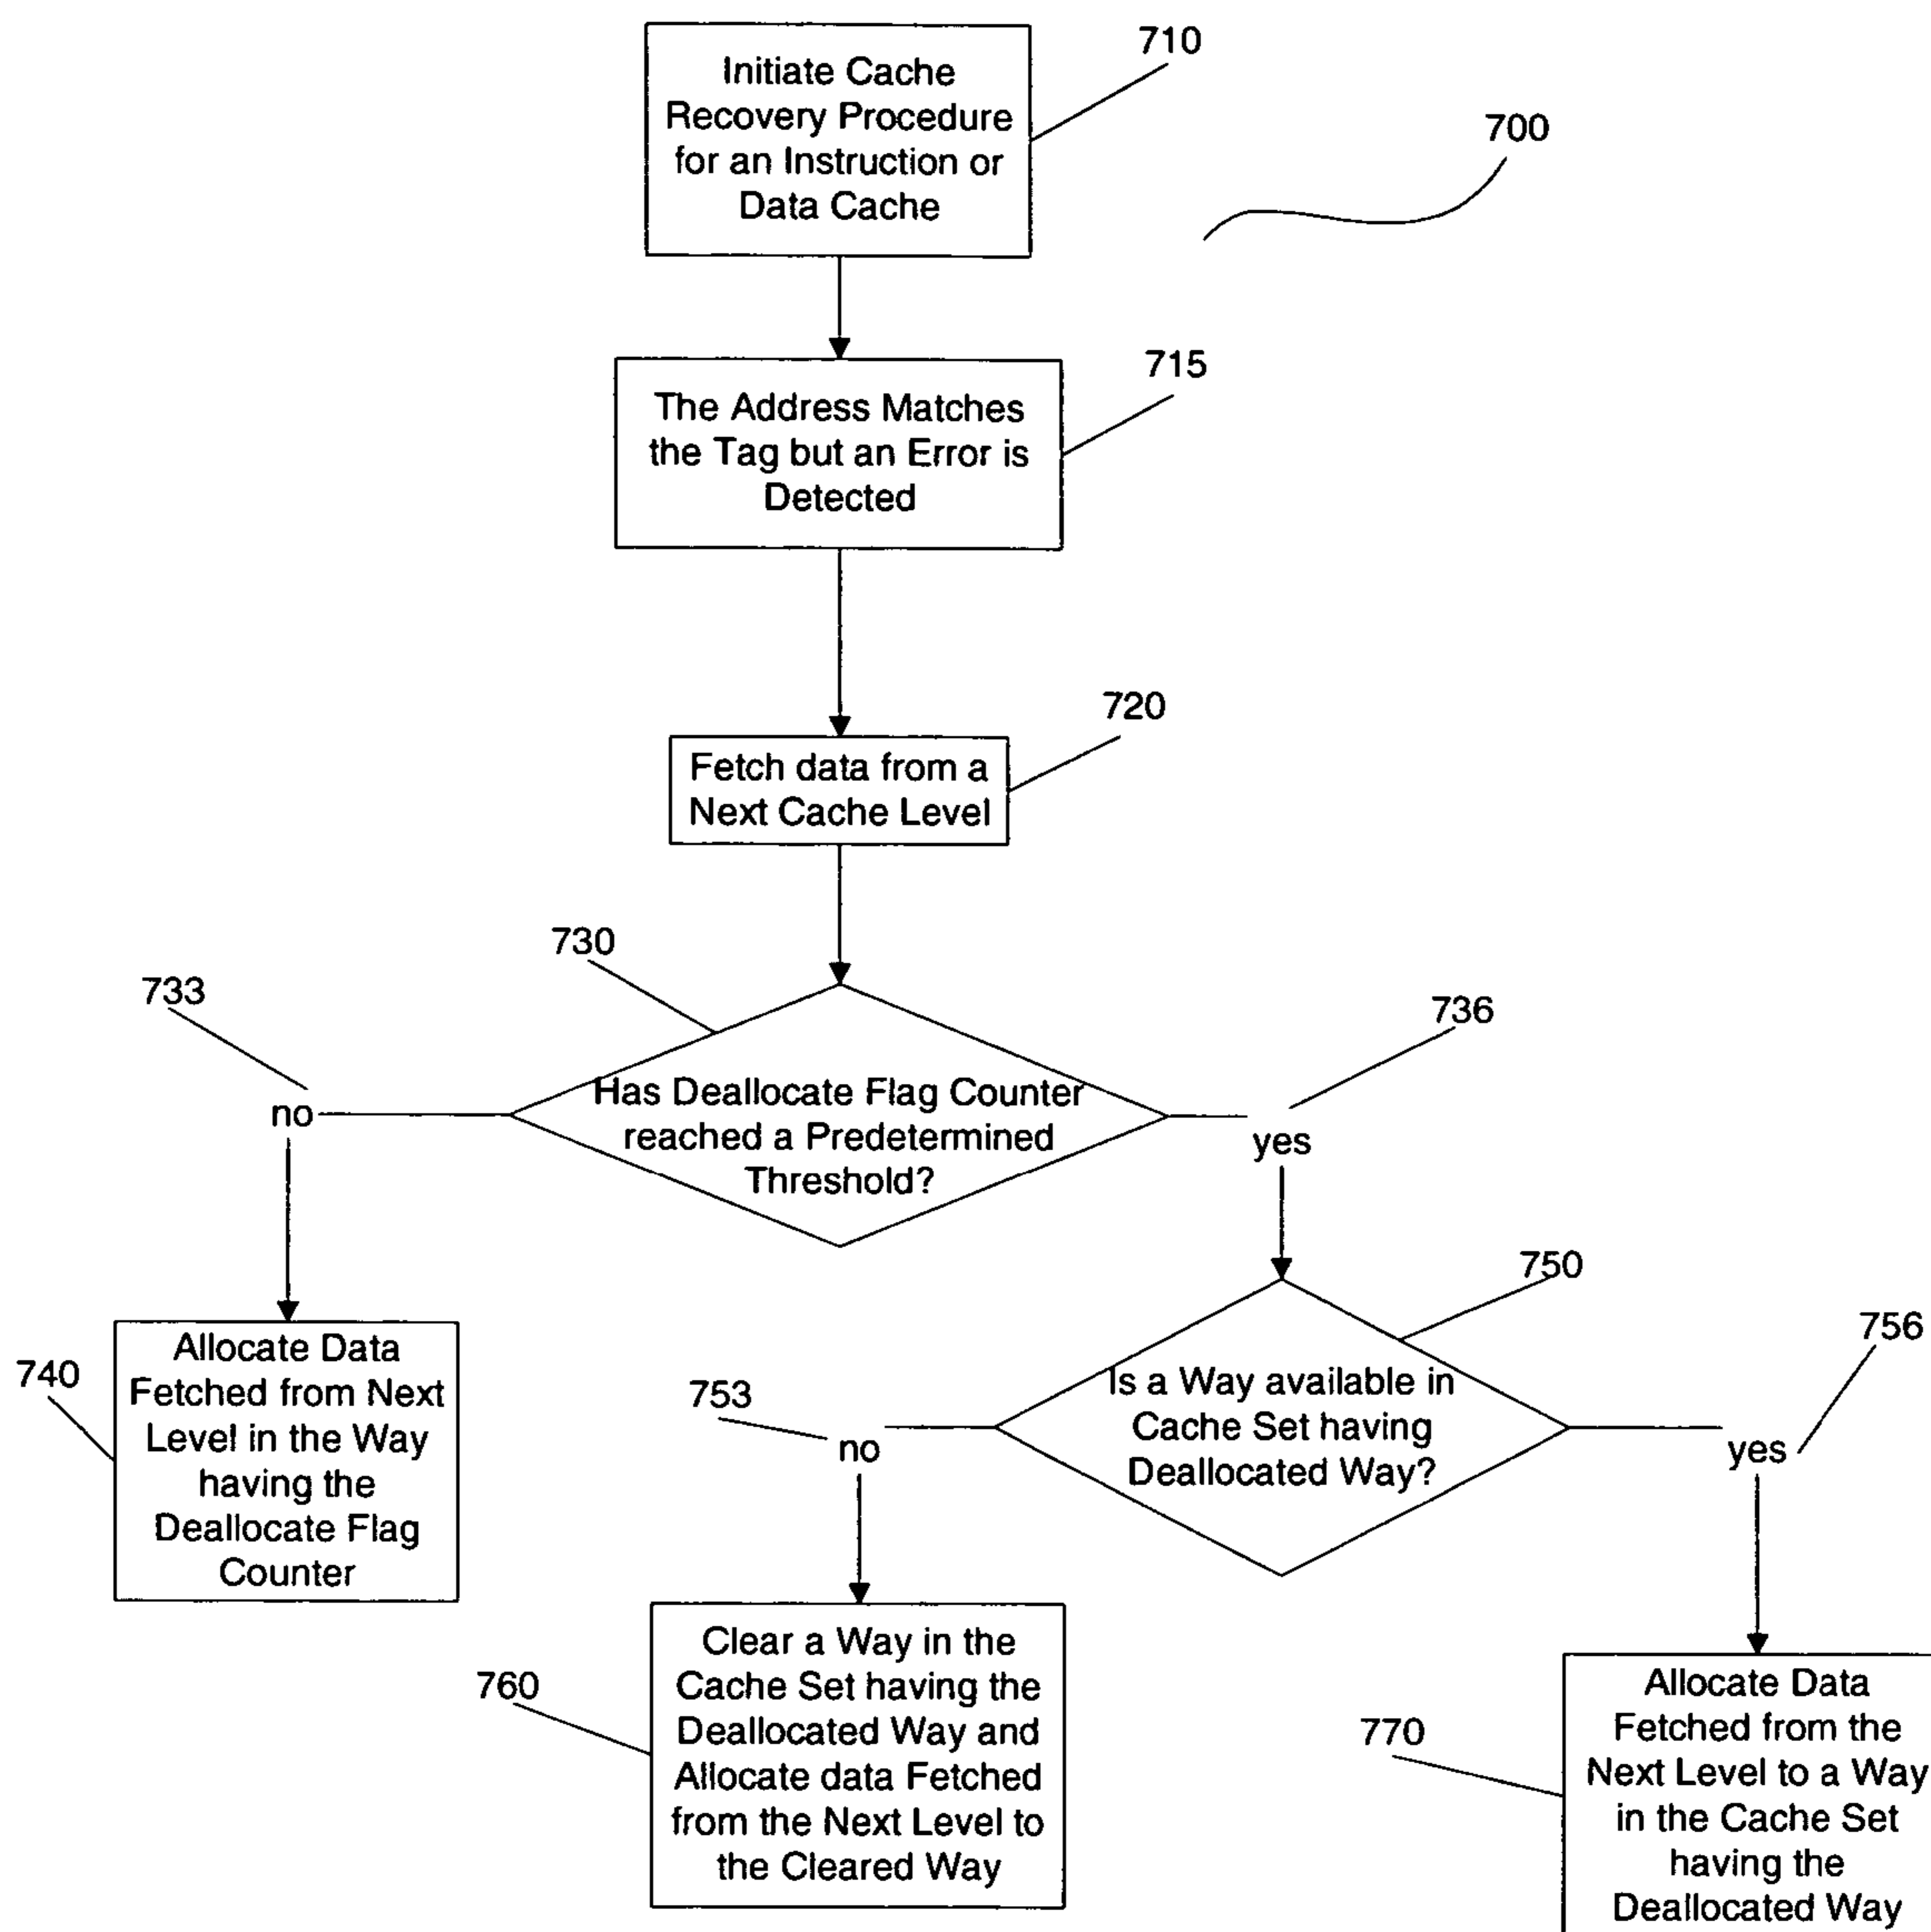 710
Initiate Cache
Recovery Procedure
for an Instruction or
Data Cache
700
715
The Address Matches
the Tag but an Error is
Detected
720
Fetch data from a
Next Cache Level
730
733
736
Has Deallocate Flag Counter
reached a Predetermined
Threshold?
no
yes
750
756
740
Allocate Data
Fetched from Next
Level in the Way
having the
Deallocate Flag
Counter
753
Is a Way available in
Cache Set having
Deallocated Way?
no
yes
760
Clear a Way in the
Cache Set having the
Deallocated Way and
Allocate data Fetched
from the Next Level to
the Cleared Way
770
Allocate Data
Fetched from the
Next Level to a Way
in the Cache Set
having the
Deallocated Way